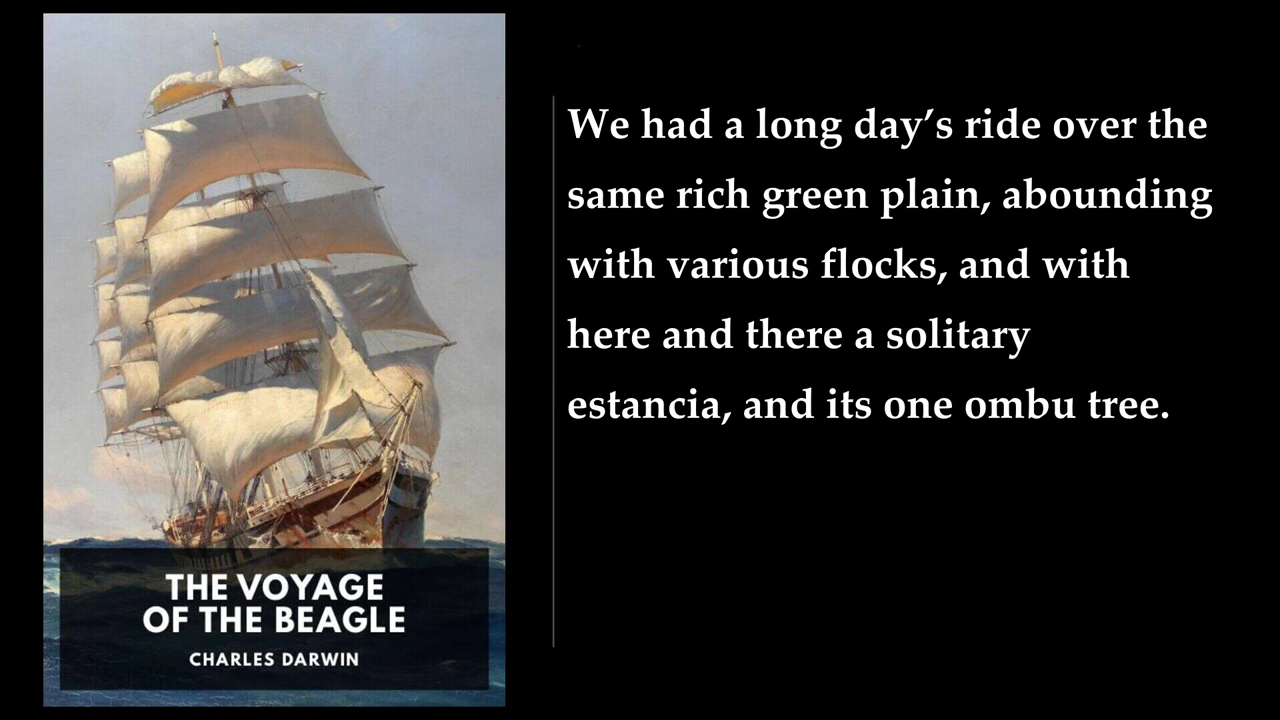 THE VOYAGE
OF THE BEAGLE
CHARLES DARWIN
We had a long day’s ride over the
same rich green plain, abounding
with various flocks, and with
here and there a solitary
estancia, and its one ombu tree.